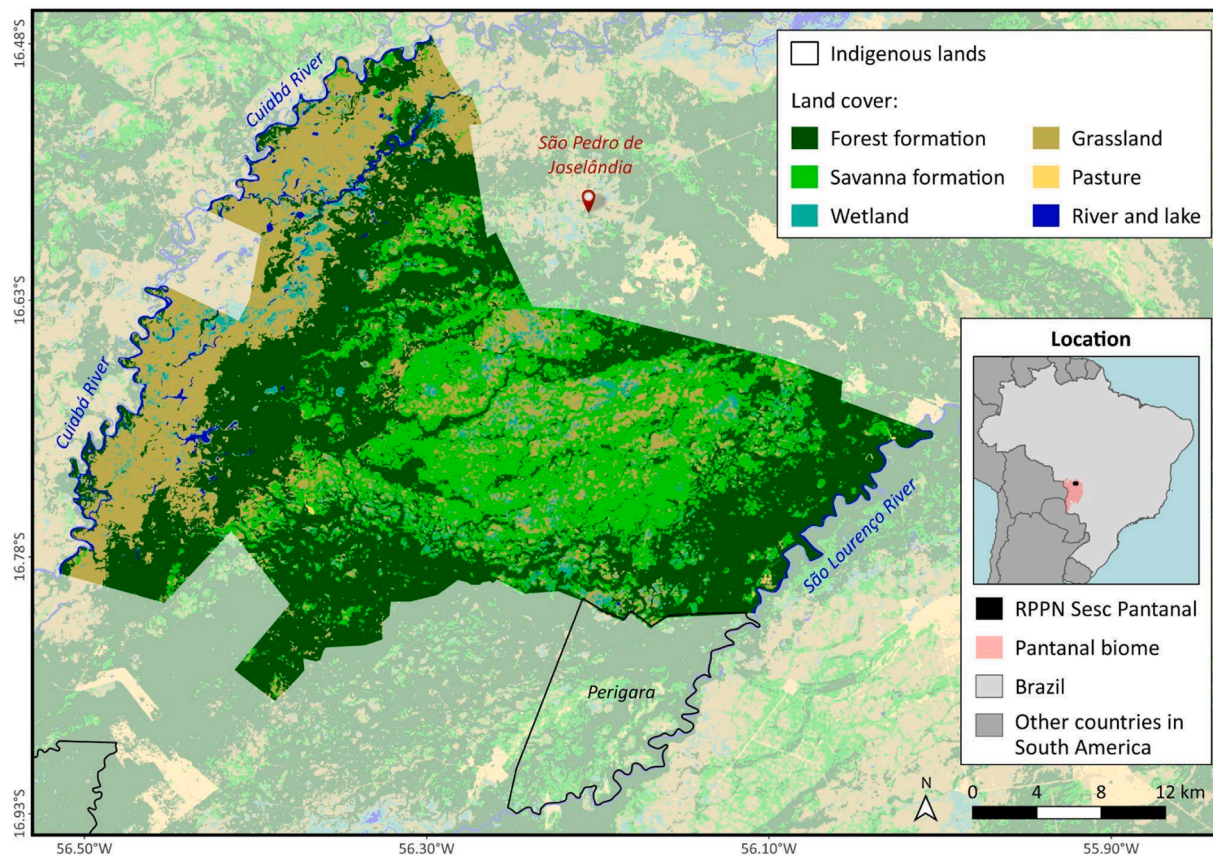 16.48°S
16.63°S
16.78°S
16.93°S
Cuiabá River
Cuiabá River
São Pedro de
Joselândia
São Lourenço River
Perigara
Indigenous lands
Land cover:
Forest formation
Savanna formation
Wetland
Grassland
Pasture
River and lake
Location
RPPN Sesc Pantanal
Pantanal biome
Brazil
Other countries in
South America
N
0 4 8 12 km
56.50°W 56.30°W 56.10°W 55.90°W